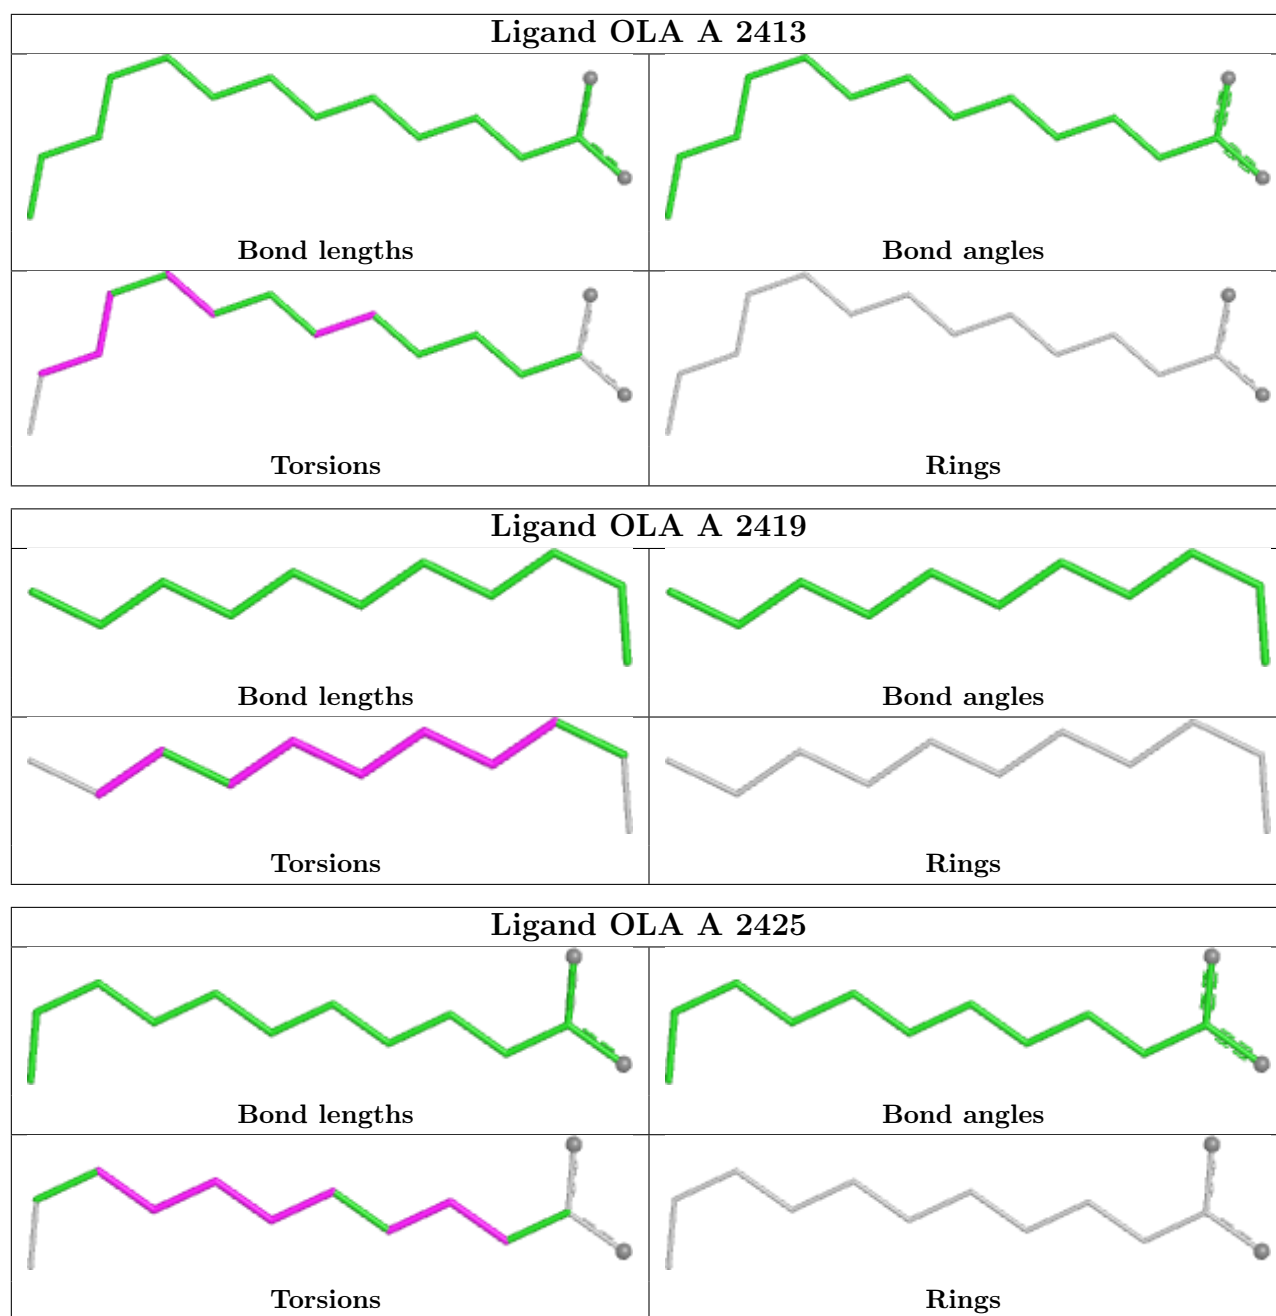 Ligand OLA A 2413
Bond lengths
Bond angles
Torsions
Rings
Ligand OLA A 2419
Bond lengths
Bond angles
Torsions
Rings
Ligand OLA A 2425
Bond lengths
Bond angles
Torsions
Rings